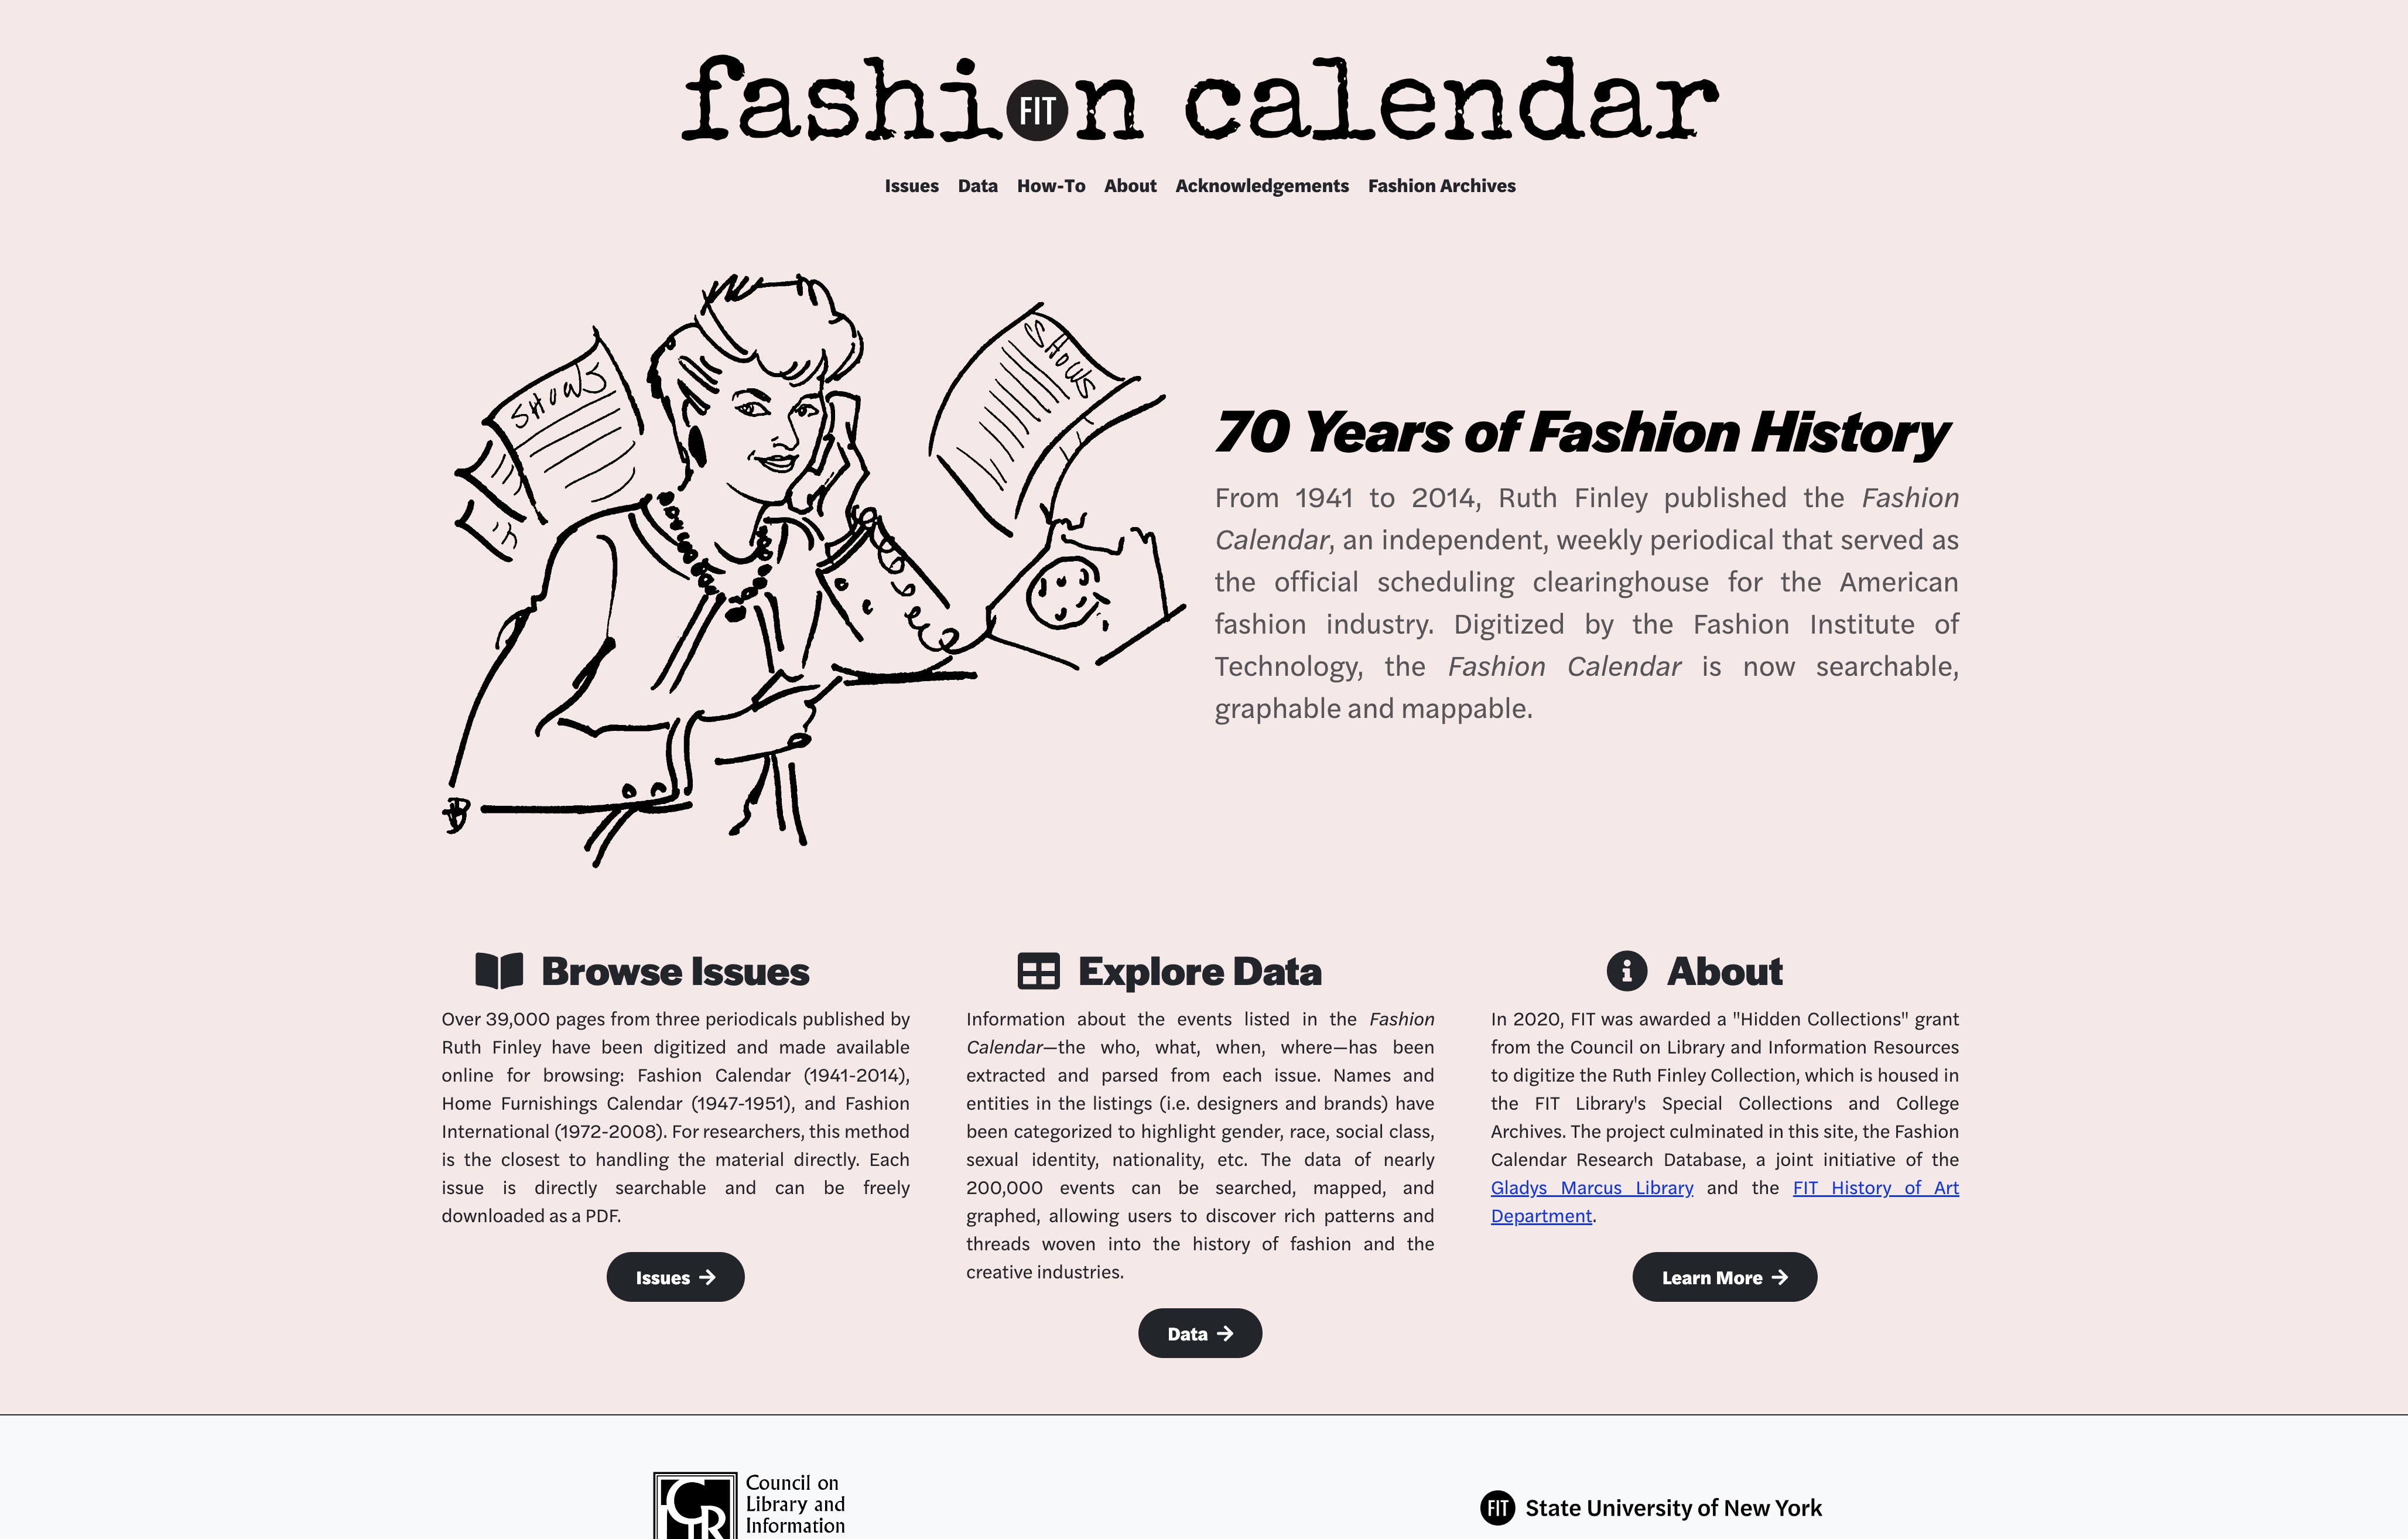 fashiFITn calendar
Issues Data How-To About Acknowledgements Fashion Archives
SHOWS
SHOWS
70 Years of Fashion History
From 1941 to 2014, Ruth Finley published the Fashion
Calendar, an independent, weekly periodical that served as
the official scheduling clearinghouse for the American
fashion industry. Digitized by the Fashion Institute of
Technology, the Fashion Calendar is now searchable,
graphable and mappable.
Browse Issues
Over 39,000 pages from three periodicals published by
Ruth Finley have been digitized and made available
online for browsing: Fashion Calendar (1941-2014),
Home Furnishings Calendar (1947-1951), and Fashion
International (1972-2008). For researchers, this method
is the closest to handling the material directly. Each
issue is directly searchable and can be freely
downloaded as a PDF.
Issues →
Explore Data
Information about the events listed in the Fashion
Calendar—the who, what, when, where—has been
extracted and parsed from each issue. Names and
entities in the listings (i.e. designers and brands) have
been categorized to highlight gender, race, social class,
sexual identity, nationality, etc. The data of nearly
200,000 events can be searched, mapped, and
graphed, allowing users to discover rich patterns and
threads woven into the history of fashion and the
creative industries.
Data →
About
In 2020, FIT was awarded a "Hidden Collections" grant
from the Council on Library and Information Resources
to digitize the Ruth Finley Collection, which is housed in
the FIT Library's Special Collections and College
Archives. The project culminated in this site, the Fashion
Calendar Research Database, a joint initiative of the
Gladys Marcus Library and the FIT History of Art
Department.
Learn More →
Council on
Library and
Information
FIT State University of New York